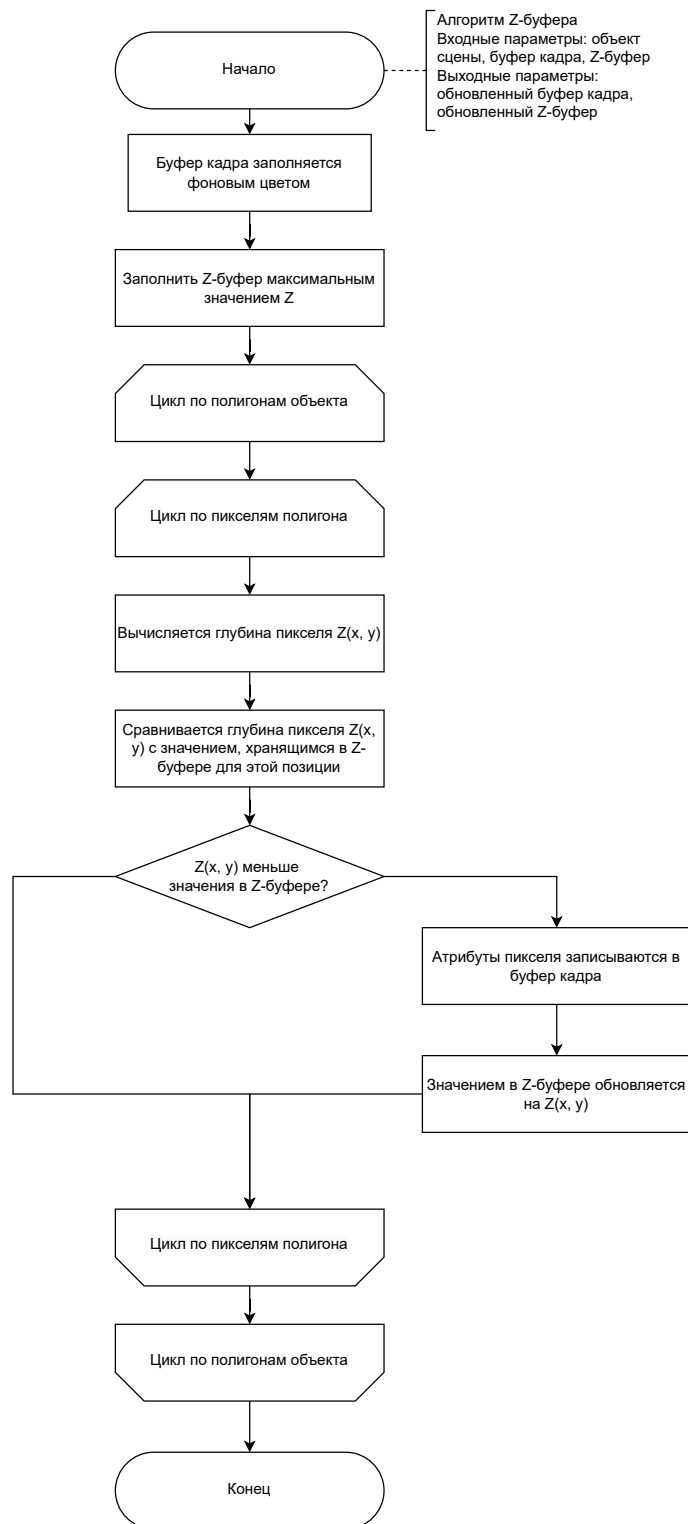 Алгоритм Z-буфера
Входные параметры: объект
сцены, буфер кадра, Z-буфер
Выходные параметры:
обновленный буфер кадра,
обновленный Z-буфер
Начало
Буфер кадра заполняется
фоновым цветом
Заполнить Z-буфер максимальным
значением Z
Цикл по полигонам объекта
Цикл по пикселям полигона
Вычисляется глубина пикселя Z(x, y)
Сравнивается глубина пикселя Z(x,
y) с значением, хранящимся в Z-
буфере для этой позиции
Z(x, y) меньше
значения в Z-буфере?
Атрибуты пикселя записываются в
буфер кадра
Значением в Z-буфере обновляется
на Z(x, y)
Цикл по пикселям полигона
Цикл по полигонам объекта
Конец